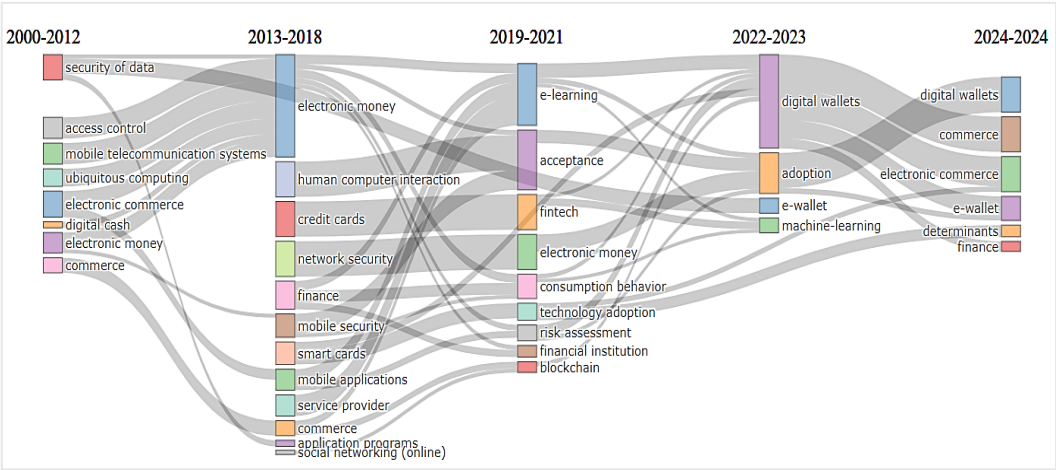 2000-2012
2013-2018
2019-2021
2022-2023
2024-2024
security of data
access control
mobile telecommunication systems
ubiquitous computing
electronic commerce
digital cash
electronic money
commerce
electronic money
human computer interaction
credit cards
network security
finance
mobile security
smart cards
mobile applications
service provider
commerce
application programs
social networking (online)
e-learning
acceptance
fintech
electronic money
consumption behavior
technology adoption
risk assessment
financial institution
blockchain
digital wallets
adoption
e-wallet
machine-learning
digital wallets
commerce
electronic commerce
e-wallet
determinants
finance